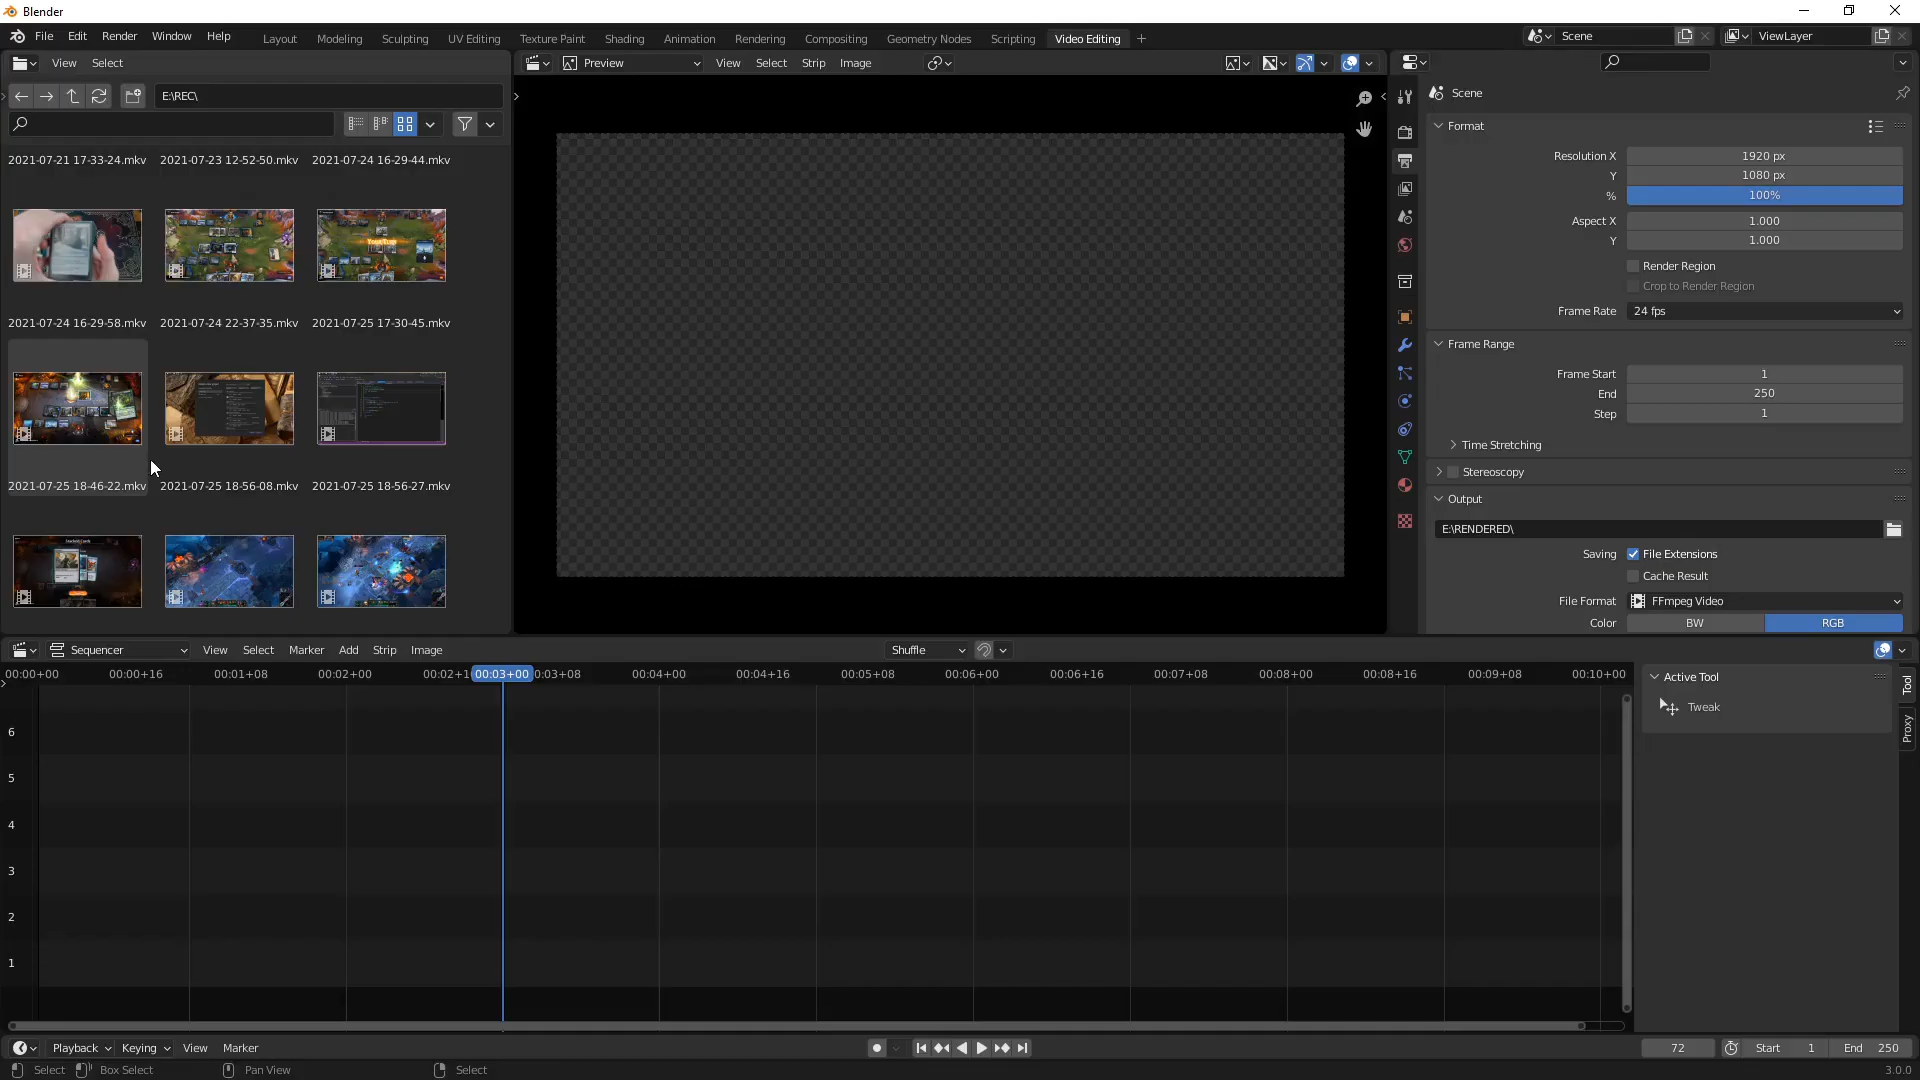 Blender
File Edit Render Window Help Layout Modeling Sculpting UV Editing Texture Paint Shading Animation Rendering Compositing Geometry Nodes Scripting Video Editing + Scene ViewLayer
View Select
E:\REC\
2021-07-21 17-33-24.mkv 2021-07-23 12-52-50.mkv 2021-07-24 16-29-44.mkv
2021-07-24 16-29-58.mkv 2021-07-24 22-37-35.mkv 2021-07-25 17-30-45.mkv
2021-07-25 18-46-22.mkv 2021-07-25 18-56-08.mkv 2021-07-25 18-56-27.mkv
Preview View Select Strip Image
Scene
Format
Resolution X 1920 px
Y 1080 px
% 100%
Aspect X 1.000
Y 1.000
Render Region
Crop to Render Region
Frame Rate 24 fps
Frame Range
Frame Start 1
End 250
Step 1
Time Stretching
Stereoscopy
Output
E:\RENDERED\
Saving File Extensions
Cache Result
File Format FFmpeg Video
Color BW RGB
Sequencer View Select Marker Add Strip Image Shuffle
00:00+00 00:00+16 00:01+08 00:02+00 00:02+1 00:03+00 0:03+08 00:04+00 00:04+16 00:05+08 00:06+00 00:06+16 00:07+08 00:08+00 00:08+16 00:09+08 00:10+00
6
5
4
3
2
1
Active Tool
Tweak
Tool
Proxy
Playback Keying View Marker 72 Start 1 End 250
Select Box Select Pan View Select 3.0.0